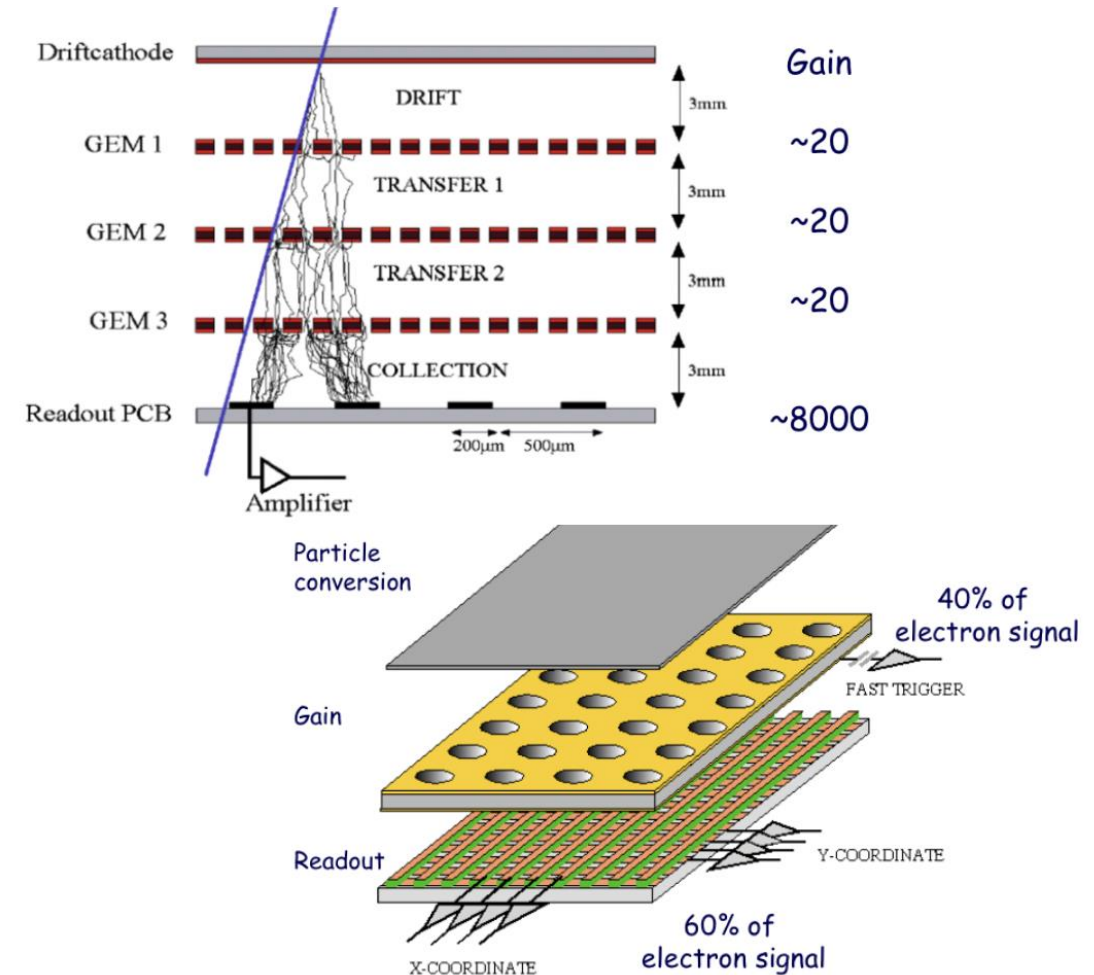 Driftcathode
DRIFT
3mm
Gain
GEM 1
~20
TRANSFER 1
3mm
GEM 2
~20
TRANSFER 2
3mm
~20
GEM 3
COLLECTION
3mm
Readout PCB
~8000
200μm
500μm
Amplifier
Particle
conversion
40% of
electron signal
FAST TRIGGER
Gain
Readout
Y-COORDINATE
X-COORDINATE
60% of
electron signal